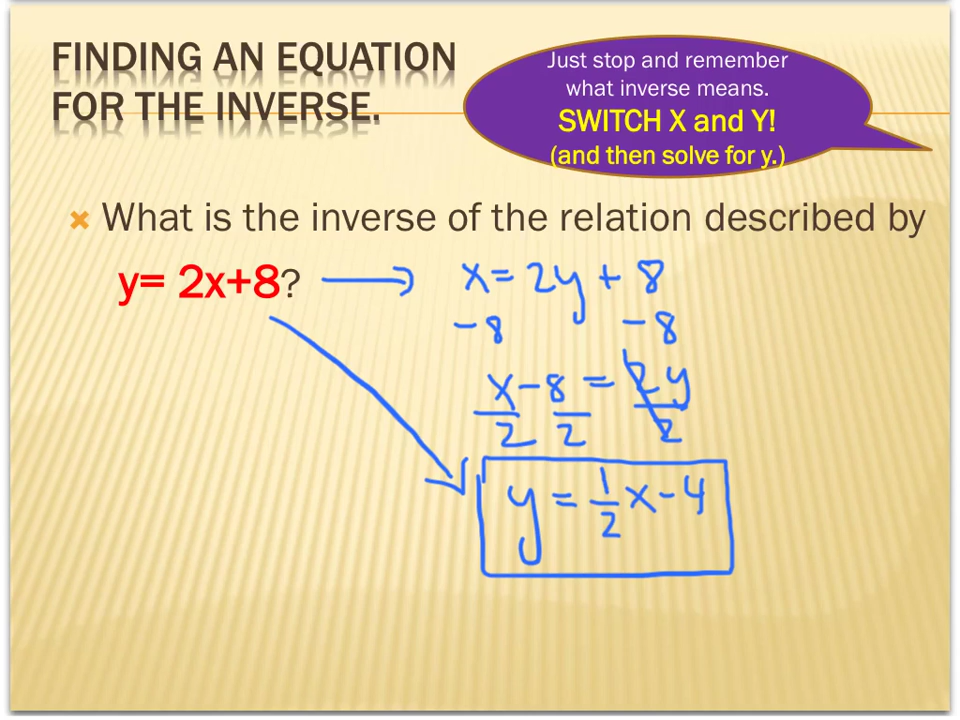 FINDING AN EQUATION
FOR THE INVERSE.
Just stop and remember
what inverse means.
SWITCH X and Y!
(and then solve for y.)
What is the inverse of the relation described by
y= 2x+8? → x = 2y + 8
-8 -8
x - 8 = 2y
2 2 2
y = 1/2 x - 4